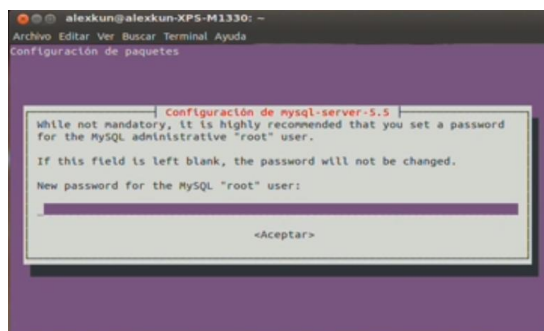 alexkun@alexkun-XPS-M1330: ~
Archivo Editar Ver Buscar Terminal Ayuda
Configuración de paquetes
Configuración de mysql-server-5.5
While not mandatory, it is highly recommended that you set a password
for the MySQL administrative "root" user.
If this field is left blank, the password will not be changed.
New password for the MySQL "root" user:
<Aceptar>